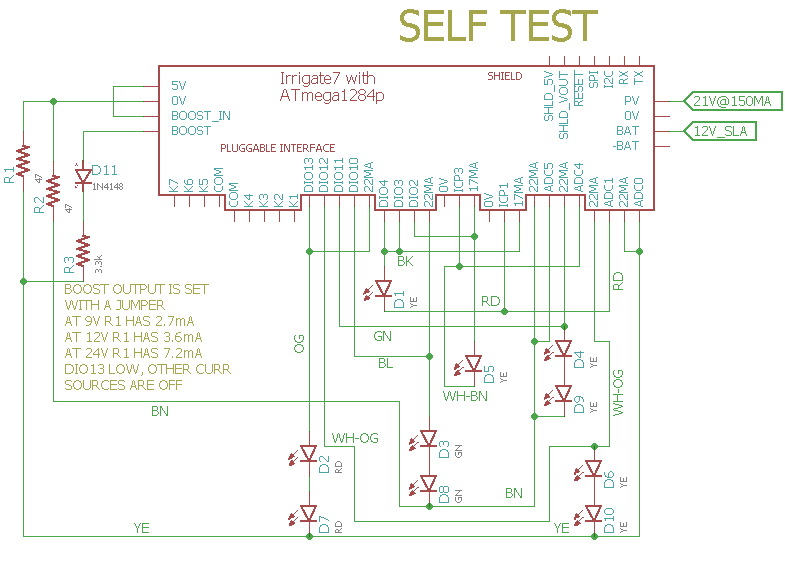 SELF TEST
Irrigate7 with
ATmega1284p
SHIELD
SHLD_5V
SHLD_VOUT
RESET
SPI
I2C
RX
TX
5V
0V
BOOST_IN
BOOST
PLUGGABLE INTERFACE
PV
0V
BAT
-BAT
21V@150MA
12V_SLA
K7
K6
K5
COM
COM
K4
K3
K2
K1
DIO13
DIO12
DIO11
DIO10
22MA
DIO4
DIO3
DIO2
22MA
0V
ICP3
17MA
0V
ICP1
17MA
22MA
ADC5
22MA
ADC4
22MA
ADC1
22MA
ADC0
R1
47
R2
47
D11
1N4148
R3
3.3k
BOOST OUTPUT IS SET
WITH A JUMPER
AT 9V R1 HAS 2.7mA
AT 12V R1 HAS 3.6mA
AT 24V R1 HAS 7.2mA
DIO13 LOW, OTHER CURR
SOURCES ARE OFF
BK
D1
YE
RD
RD
OG
GN
BL
D5
YE
WH-BN
D4
YE
D9
YE
WH-OG
BN
WH-OG
D2
RD
D3
GN
D8
GN
BN
D6
YE
D7
RD
D10
YE
YE
YE